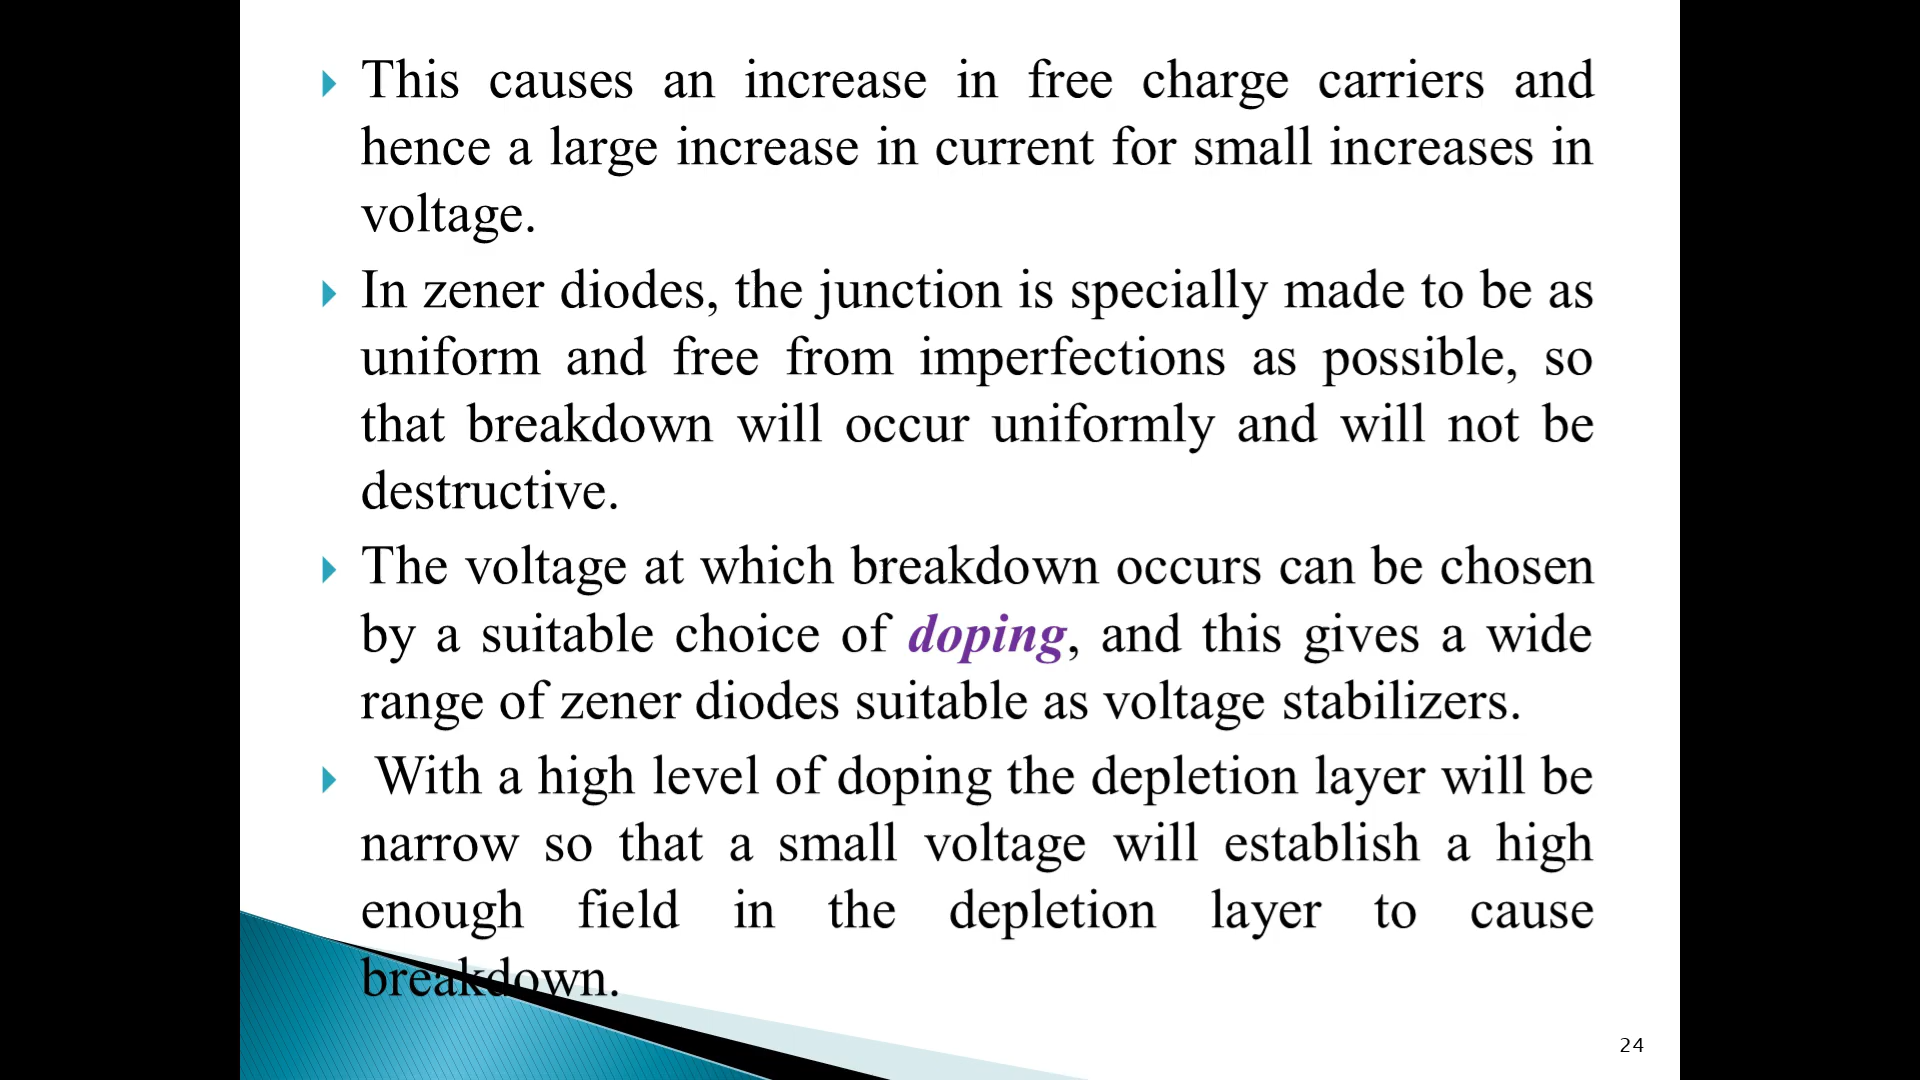 This causes an increase in free charge carriers and
hence a large increase in current for small increases in
voltage.
In zener diodes, the junction is specially made to be as
uniform and free from imperfections as possible, so
that breakdown will occur uniformly and will not be
destructive.
The voltage at which breakdown occurs can be chosen
by a suitable choice of doping, and this gives a wide
range of zener diodes suitable as voltage stabilizers.
With a high level of doping the depletion layer will be
narrow so that a small voltage will establish a high
enough field in the depletion layer to cause
breakdown.
24